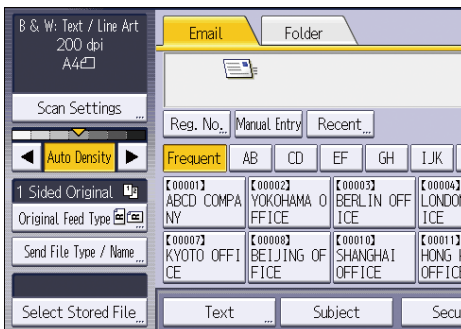 B & W: Text / Line Art
200 dpi
A4
Scan Settings
Auto Density
1 Sided Original
Original Feed Type
Send File Type / Name
Select Stored File
Email
Folder
Reg. No.
Manual Entry
Recent
Frequent
AB
CD
EF
GH
IJK
[00001]
ABCD COMPA
NY
[00002]
YOKOHAMA O
FFICE
[00003]
BERLIN OFF
ICE
[00004]
LONDON
ICE
[00007]
KYOTO OFFI
CE
[00008]
BEIJING OF
FICE
[00010]
SHANGHAI
OFFICE
[00011]
HONG
OFFICE
Text
Subject
Secu